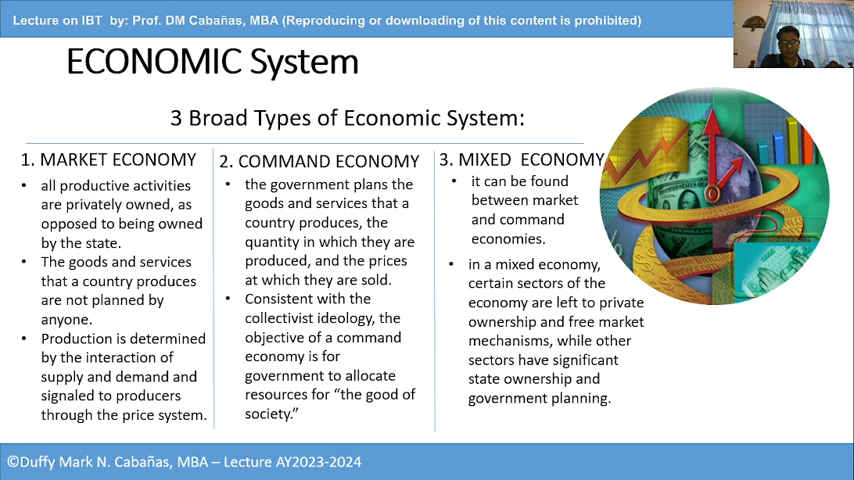 Lecture on IBT by: Prof. DM Cabañas, MBA (Reproducing or downloading of this content is prohibited)
ECONOMIC System
3 Broad Types of Economic System:
1. MARKET ECONOMY
• all productive activities
are privately owned, as
opposed to being owned
by the state.
• The goods and services
that a country produces
are not planned by
anyone.
• Production is determined
by the interaction of
supply and demand and
signaled to producers
through the price system.
2. COMMAND ECONOMY
• the government plans the
goods and services that a
country produces, the
quantity in which they are
produced, and the prices
at which they are sold.
• Consistent with the
collectivist ideology, the
objective of a command
economy is for
government to allocate
resources for “the good of
society.”
3. MIXED ECONOMY
• it can be found
between market
and command
economies.
• in a mixed economy,
certain sectors of the
economy are left to private
ownership and free market
mechanisms, while other
sectors have significant
state ownership and
government planning.
©Duffy Mark N. Cabañas, MBA – Lecture AY2023-2024